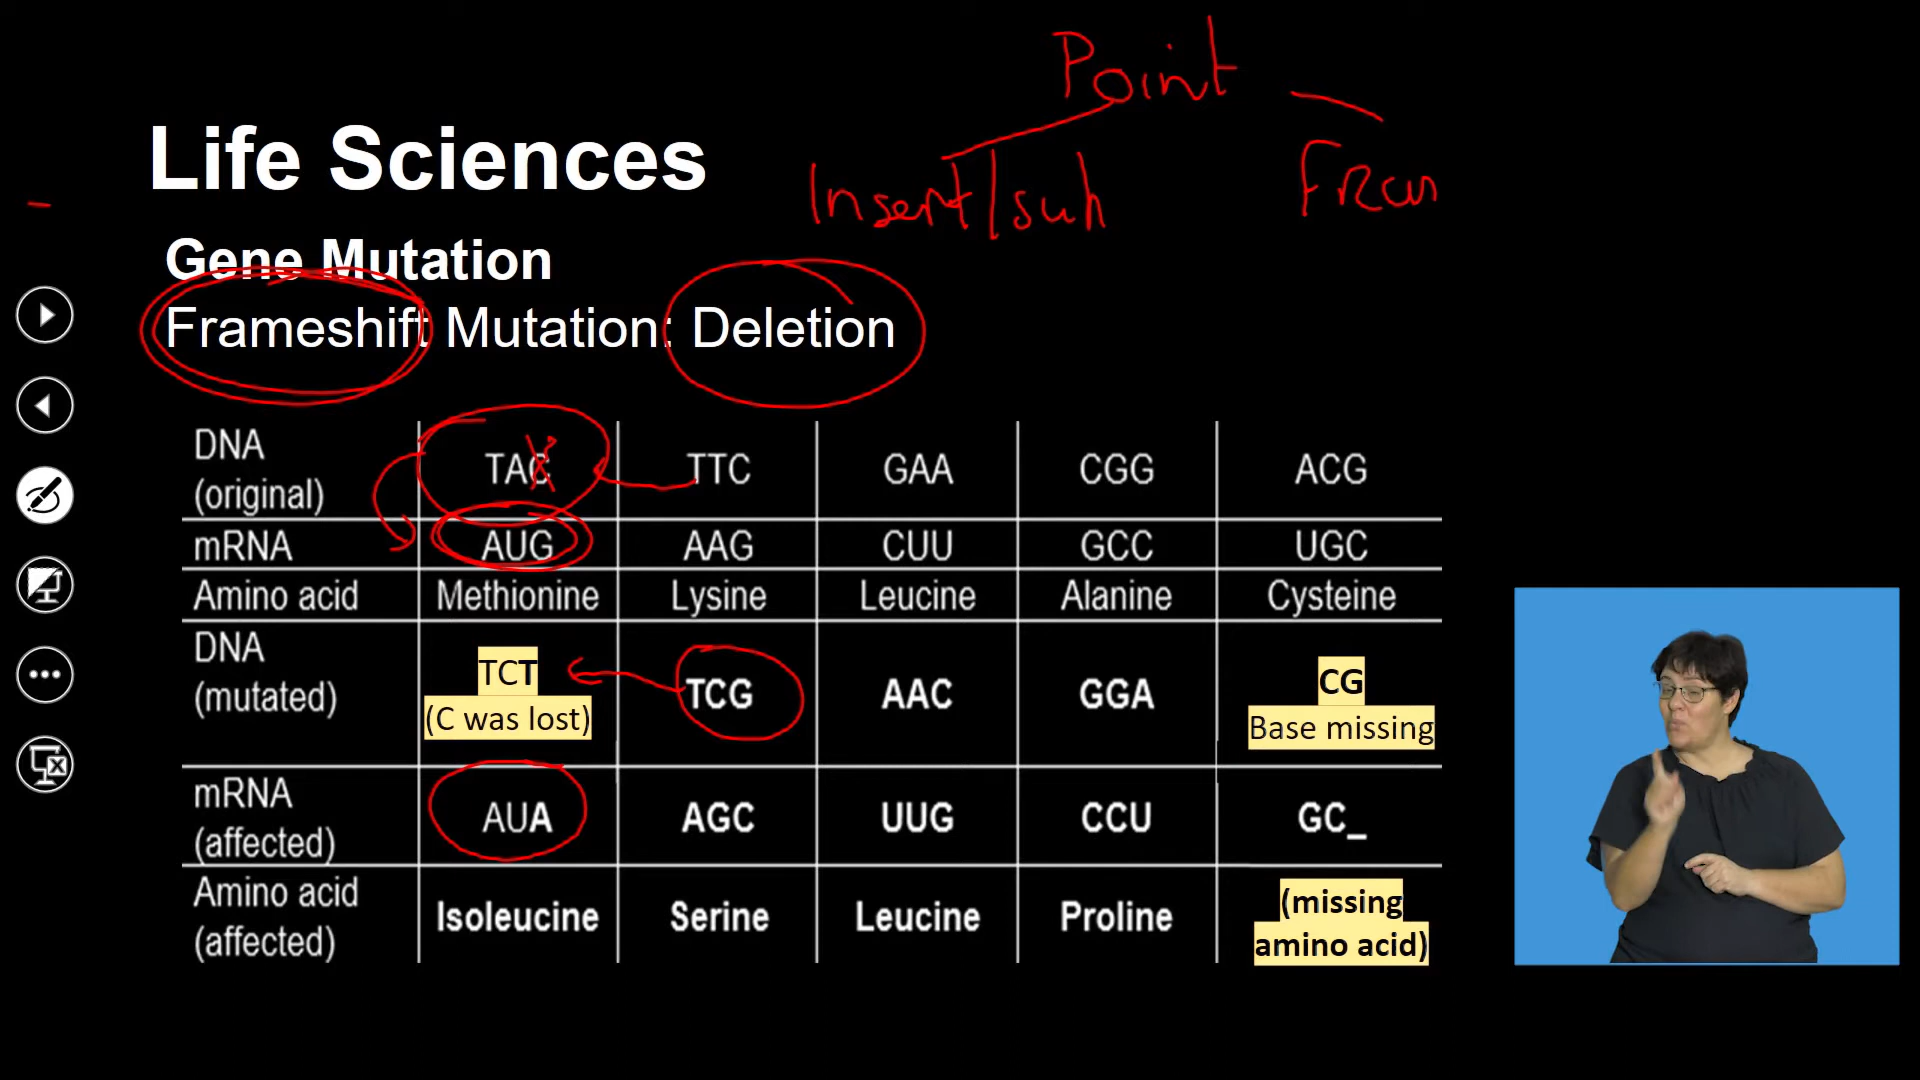 Point
Insert/sub
Fram
Life Sciences
Gene Mutation
Frameshift Mutation: Deletion
DNA (original) TAC TTC GAA CGG ACG
mRNA AUG AAG CUU GCC UGC
Amino acid Methionine Lysine Leucine Alanine Cysteine
DNA (mutated) TCT (C was lost) TCG AAC GGA CG Base missing
mRNA (affected) AUA AGC UUG CCU GC_
Amino acid (affected) Isoleucine Serine Leucine Proline (missing amino acid)